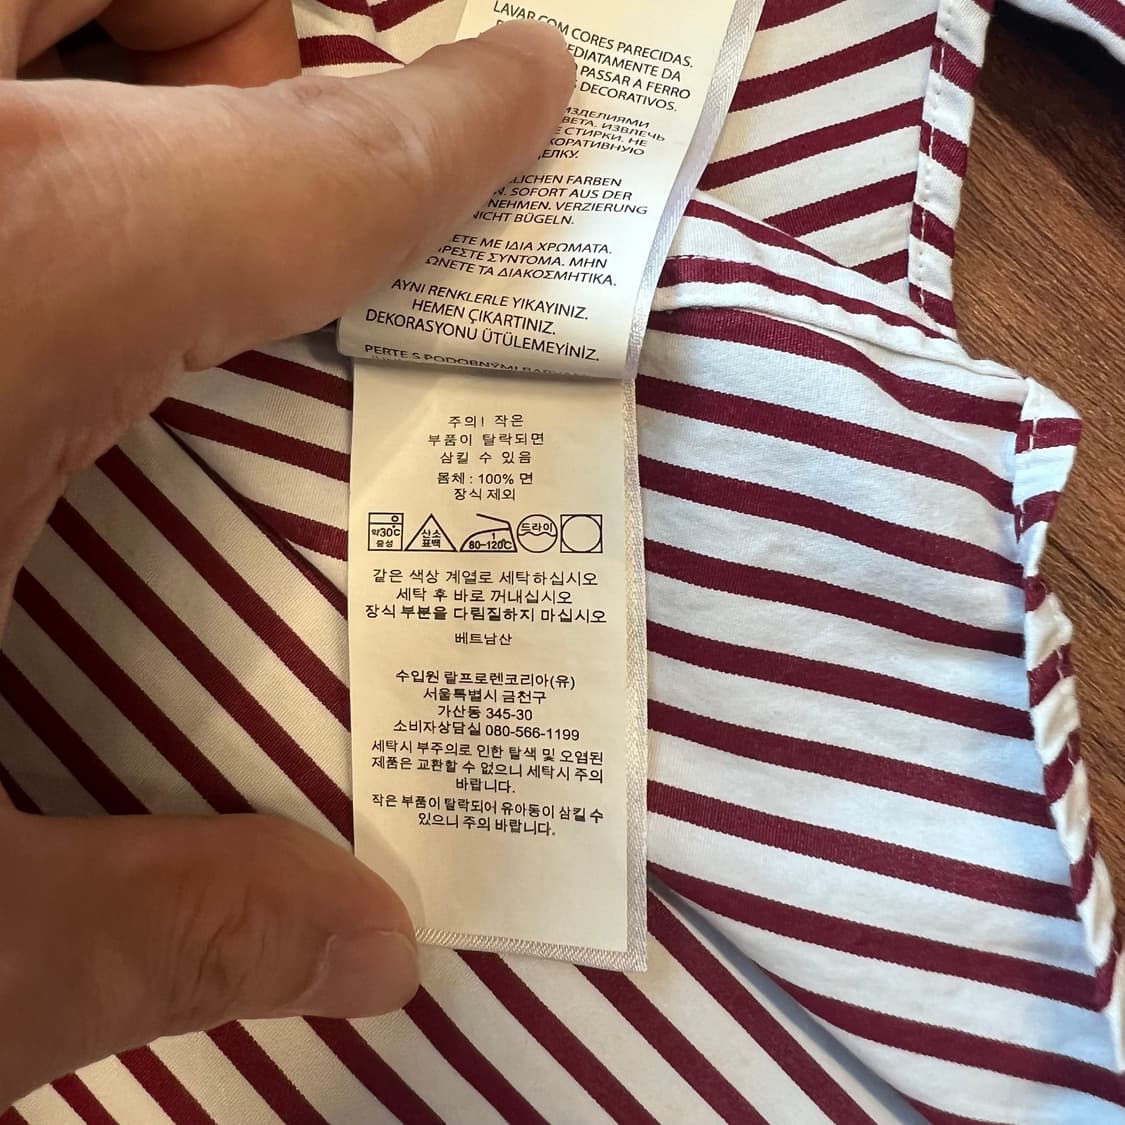 LAVAR COM CORES PARECIDAS.
EDIATAMENTE DA
PASSAR A FERRO
S DECORATIVOS.
ИЗДЕЛИЯМИ
ВЕТА. ИЗВЛЕЧЬ
Е СТИРКИ. НЕ
КОРАТИВНУЮ
ДЕЛКУ.
LICHEN FARBEN
N. SOFORT AUS DER
NEHMEN. VERZIERUNG
NICHT BÜGELN.
ΕΤΕ ΜΕ ΙΔΙΑ ΧΡΩΜΑΤΑ.
ΡΕΣΤΕ ΣΥΝΤΟΜΑ. ΜΗΝ
ΩΝΕΤΕ ΤΑ ΔΙΑΚΟΣΜΗΤΙΚΑ.
AYNI RENKLERLE YIKAYINIZ.
HEMEN ÇIKARTINIZ.
DEKORASYONU ÜTÜLEMEYİNİZ.
PERTE S PODOBNÝMI
주의! 작은
부품이 탈락되면
삼킬 수 있음
몸체 : 100% 면
장식 제외
약30℃ 중성 산소 표백 1 80-120℃ 드라이
같은 색상 계열로 세탁하십시오
세탁 후 바로 꺼내십시오
장식 부분을 다림질하지 마십시오
베트남산
수입원 랄프로렌코리아(유)
서울특별시 금천구
가산동 345-30
소비자상담실 080-566-1199
세탁시 부주의로 인한 탈색 및 오염된
제품은 교환할 수 없으니 세탁시 주의
바랍니다.
작은 부품이 탈락되어 유아동이 삼킬 수
있으니 주의 바랍니다.